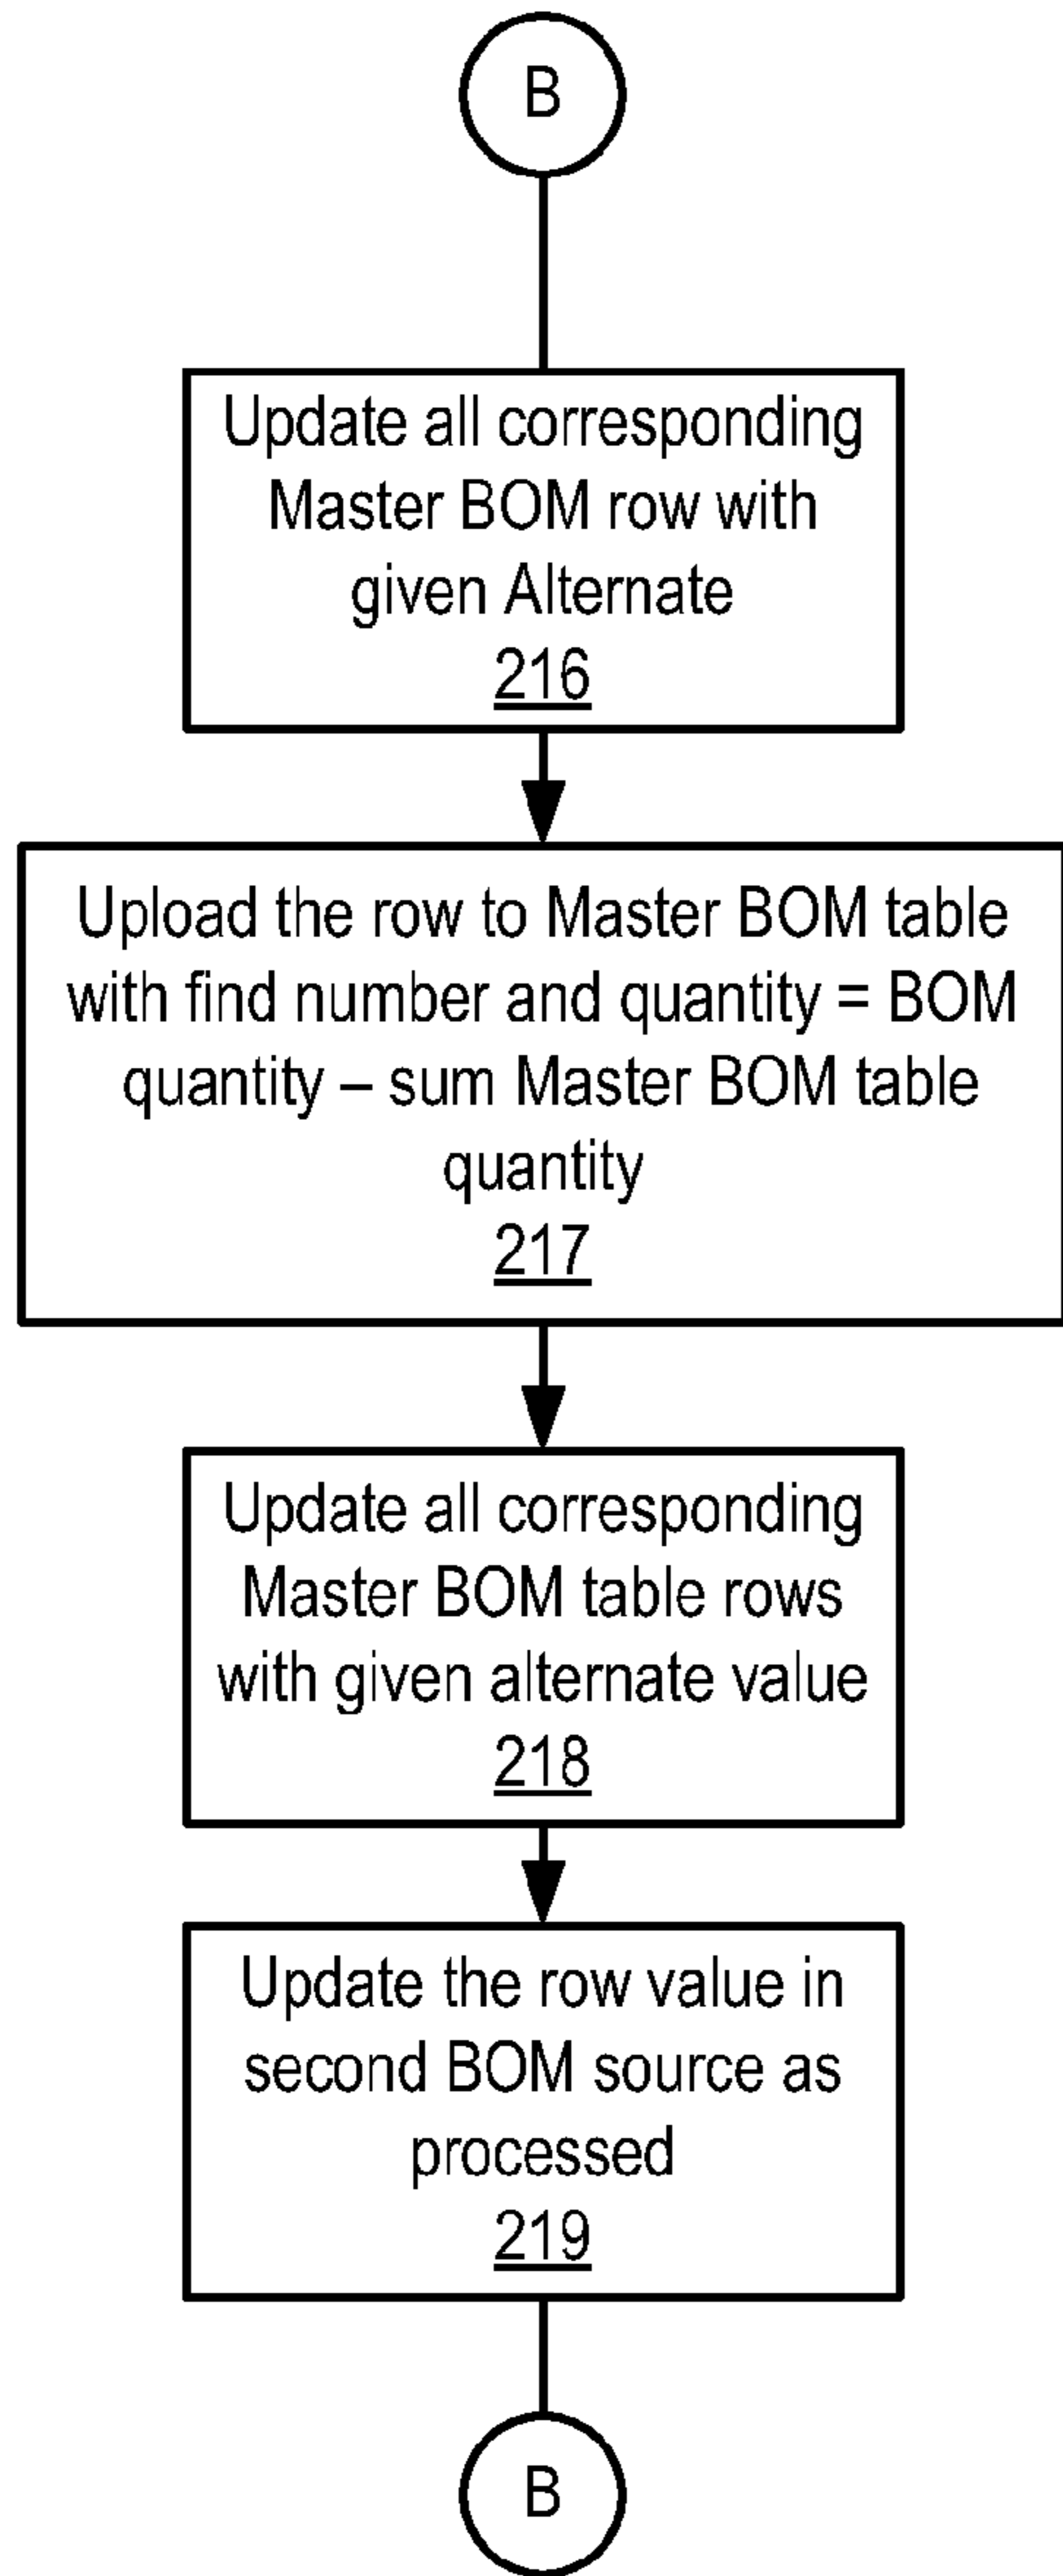 B
Update all corresponding
Master BOM row with
given Alternate
216
Upload the row to Master BOM table
with find number and quantity = BOM
quantity – sum Master BOM table
quantity
217
Update all corresponding
Master BOM table rows
with given alternate value
218
Update the row value in
second BOM source as
processed
219
B